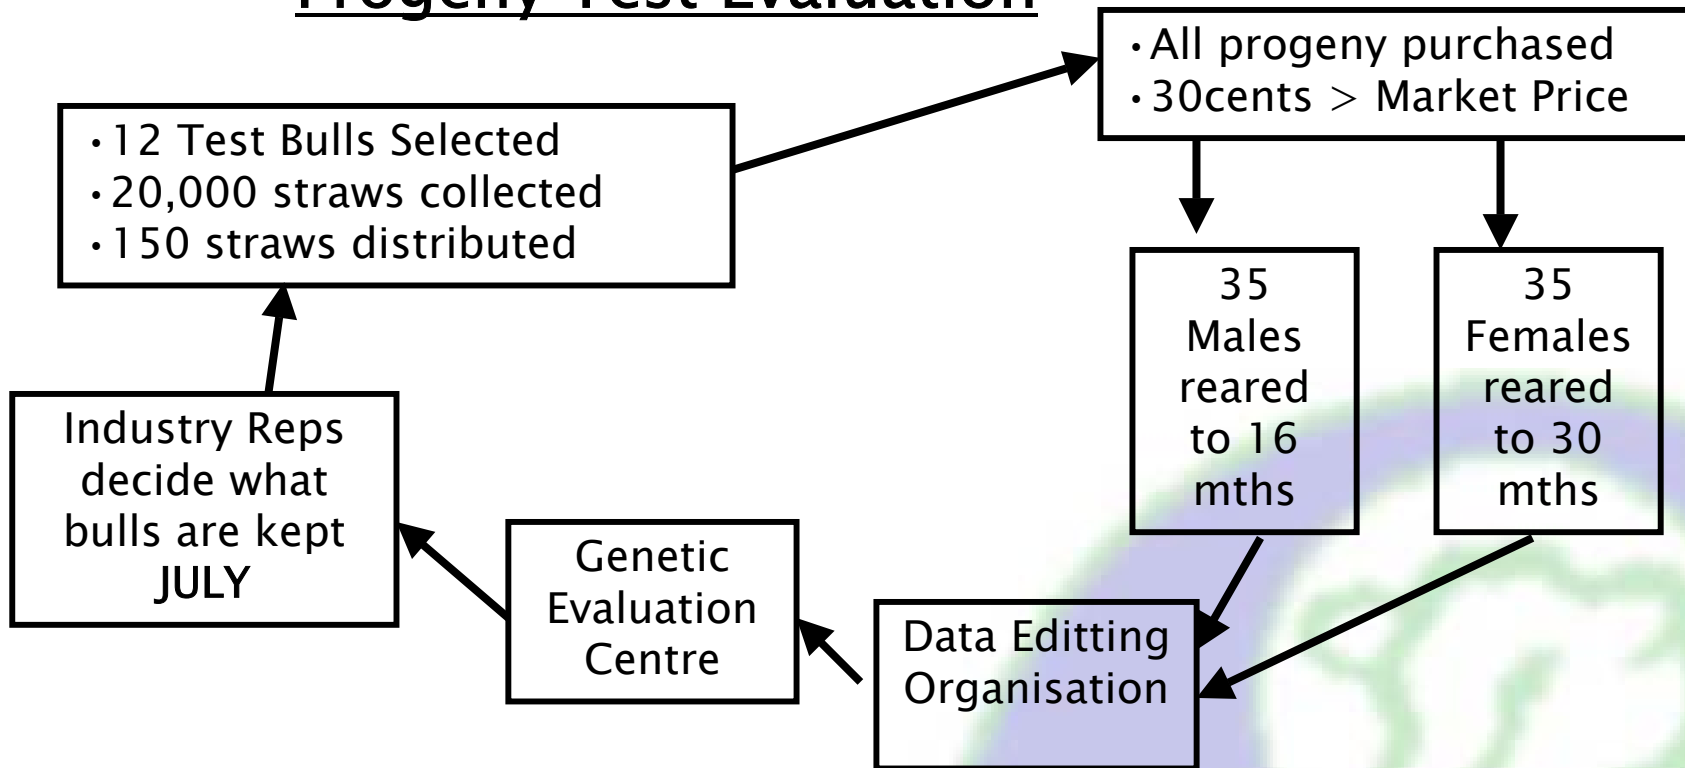 Progeny Test Evaluation
·12 Test Bulls Selected
·20,000 straws collected
·150 straws distributed
·All progeny purchased
·30cents > Market Price
35
Males
reared
to 16
mths
35
Females
reared
to 30
mths
Data Editting
Organisation
Genetic
Evaluation
Centre
Industry Reps
decide what
bulls are kept
JULY